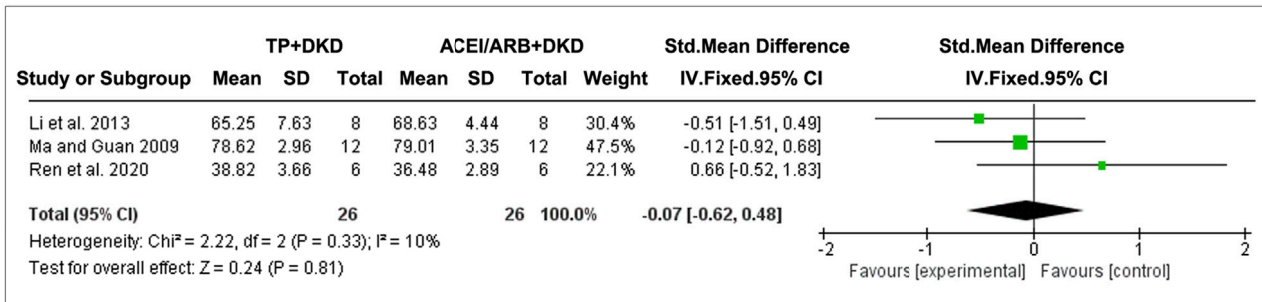 TP+DKD ACEI/ARB+DKD Std.Mean Difference Std.Mean Difference
Study or Subgroup Mean SD Total Mean SD Total Weight IV.Fixed.95% CI IV.Fixed.95% CI
Li et al. 2013 65.25 7.63 8 68.63 4.44 8 30.4% -0.51 [-1.51, 0.49]
Ma and Guan 2009 78.62 2.96 12 79.01 3.35 12 47.5% -0.12 [-0.92, 0.68]
Ren et al. 2020 38.82 3.66 6 36.48 2.89 6 22.1% 0.66 [-0.52, 1.83]
Total (95% CI) 26 26 100.0% -0.07 [-0.62, 0.48]
Heterogeneity: Chi² = 2.22, df = 2 (P = 0.33); I² = 10%
Test for overall effect: Z = 0.24 (P = 0.81)
-2 -1 0 1 2
Favours [experimental] Favours [control]